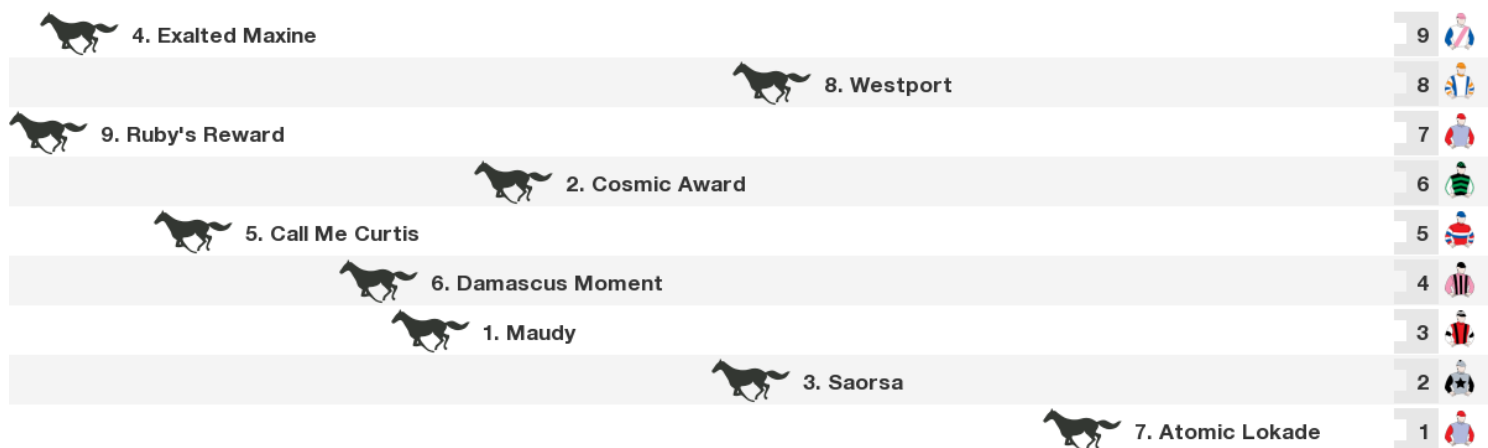 4. Exalted Maxine 9
8. Westport 8
9. Ruby's Reward 7
2. Cosmic Award 6
5. Call Me Curtis 5
6. Damascus Moment 4
1. Maudy 3
3. Saorsa 2
7. Atomic Lokade 1